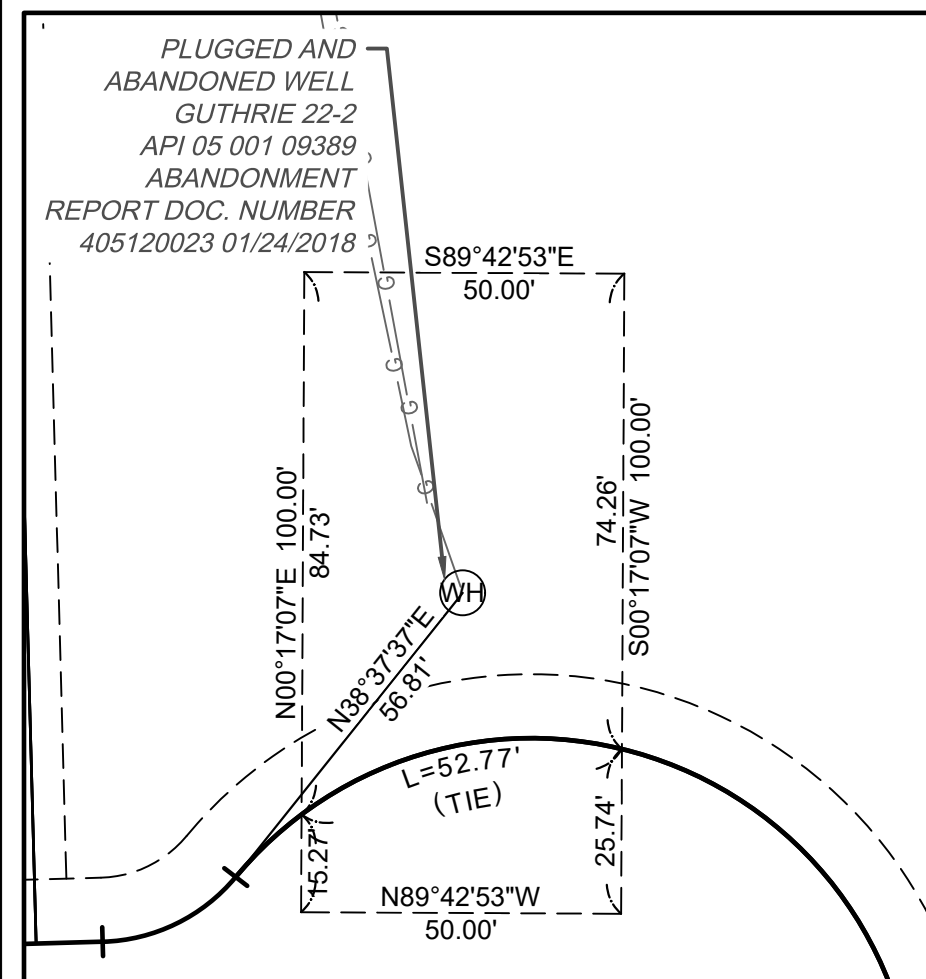 PLUGGED AND
ABANDONED WELL
GUTHRIE 22-2
API 05 001 09389
ABANDONMENT
REPORT DOC. NUMBER
405120023 01/24/2018
S89°42'53"E
50.00'
G
G
G
G
N00°17'07"E 100.00'
84.73'
74.26'
S00°17'07"W 100.00'
WH
N38°37'37"E
56.81'
L=52.77'
(TIE)
15.27'
25.74'
N89°42'53"W
50.00'